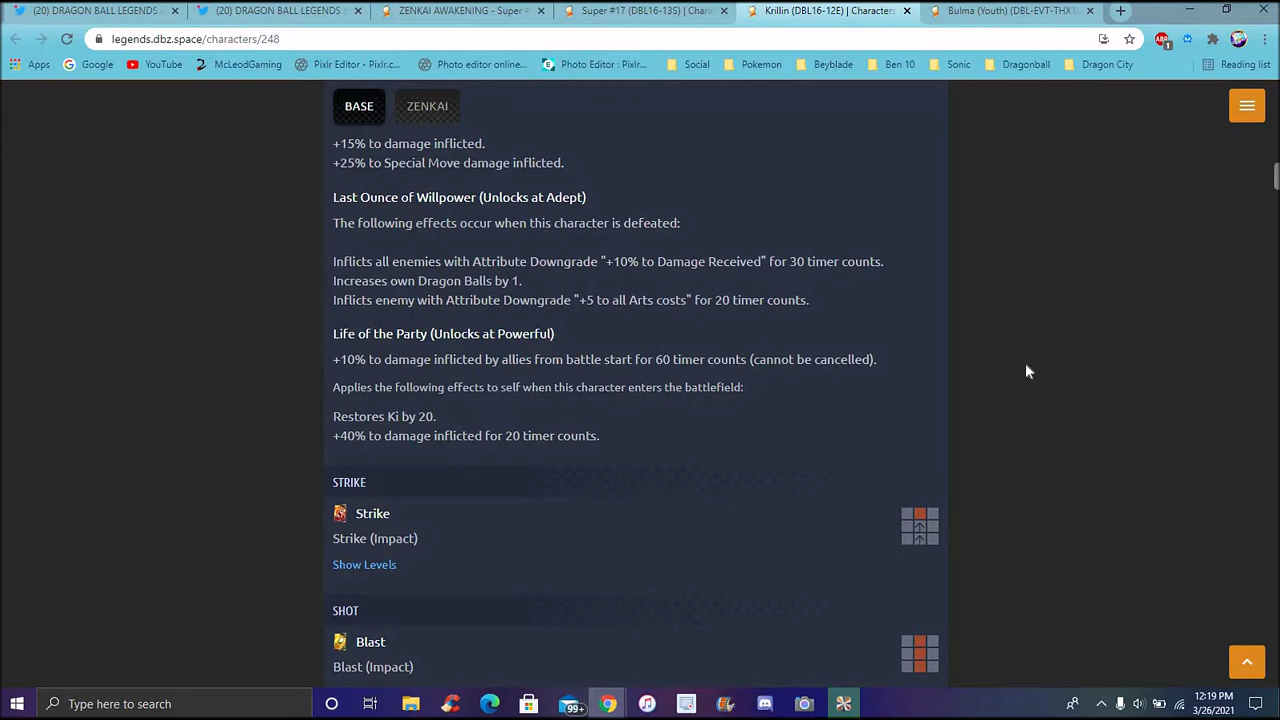 (20) DRAGON BALL LEGENDS
(20) DRAGON BALL LEGENDS
ZENKAI AWAKENING - Super
Super #17 (DBL16-13S) | Chara
Krillin (DBL16-12E) | Characters
Bulma (Youth) (DBL-EVT-THX
legends.dbz.space/characters/248
1
Apps
Google
YouTube
McLeodGaming
Pixlr Editor - Pixlr.c...
Photo editor online...
Photo Editor : Pixlr...
Social
Pokemon
Beyblade
Ben 10
Sonic
Dragonball
Dragon City
Reading list
BASE
ZENKAI
+15% to damage inflicted.
+25% to Special Move damage inflicted.
Last Ounce of Willpower (Unlocks at Adept)
The following effects occur when this character is defeated:
Inflicts all enemies with Attribute Downgrade "+10% to Damage Received" for 30 timer counts.
Increases own Dragon Balls by 1.
Inflicts enemy with Attribute Downgrade "+5 to all Arts costs" for 20 timer counts.
Life of the Party (Unlocks at Powerful)
+10% to damage inflicted by allies from battle start for 60 timer counts (cannot be cancelled).
Applies the following effects to self when this character enters the battlefield:
Restores Ki by 20.
+40% to damage inflicted for 20 timer counts.
STRIKE
Strike
Strike (Impact)
Show Levels
SHOT
Blast
Blast (Impact)
Type here to search
99+
12:19 PM
3/26/2021